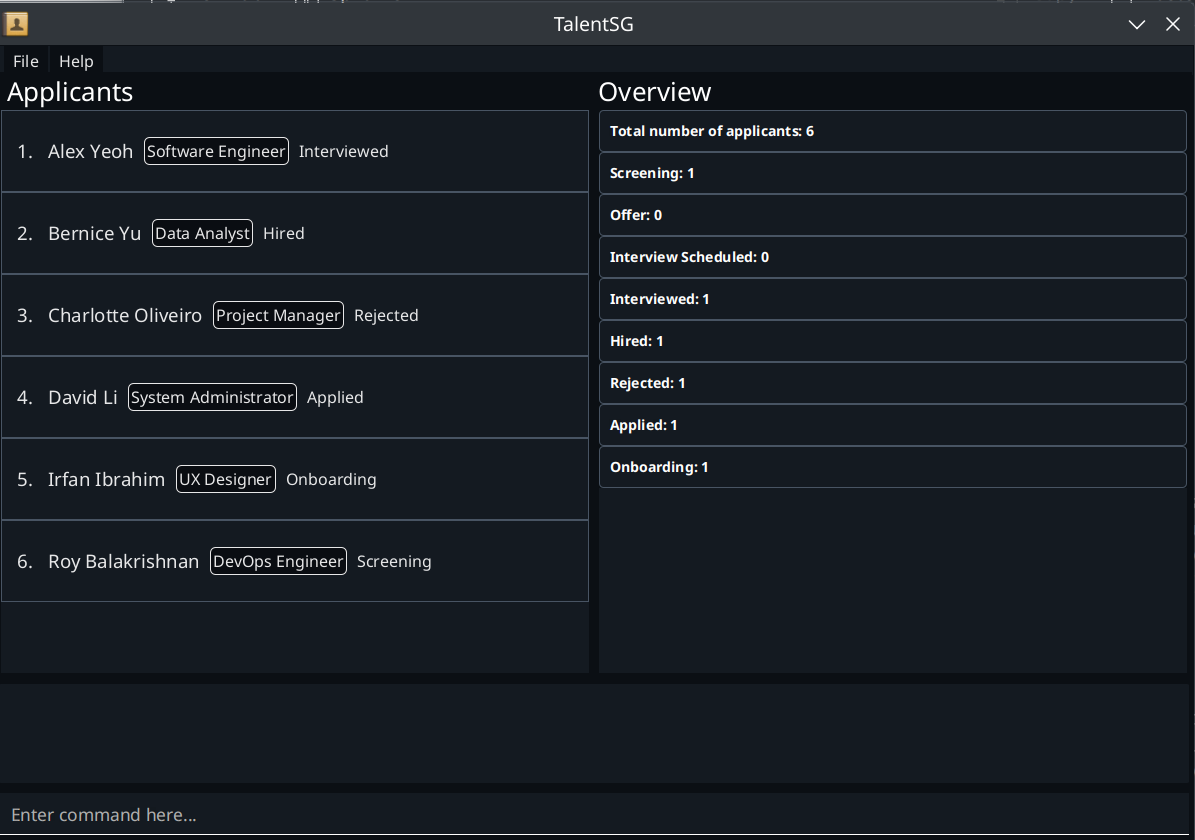 TalentSG
File Help
Applicants
1. Alex Yeoh Software Engineer Interviewed
2. Bernice Yu Data Analyst Hired
3. Charlotte Oliveiro Project Manager Rejected
4. David Li System Administrator Applied
5. Irfan Ibrahim UX Designer Onboarding
6. Roy Balakrishnan DevOps Engineer Screening
Overview
Total number of applicants: 6
Screening: 1
Offer: 0
Interview Scheduled: 0
Interviewed: 1
Hired: 1
Rejected: 1
Applied: 1
Onboarding: 1
Enter command here...